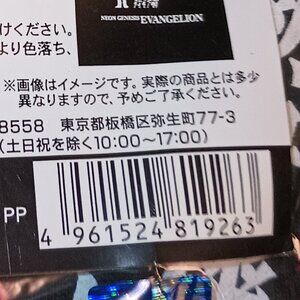 NEON GENESIS EVANGELION
けください。
より色落ち、
※画像はイメージです。実際の商品とは多少
異なりますので、予めご了承ください。
8558 東京都板橋区弥生町77-3
(土日祝を除く10:00～17:00)
PP
4 961524 819263